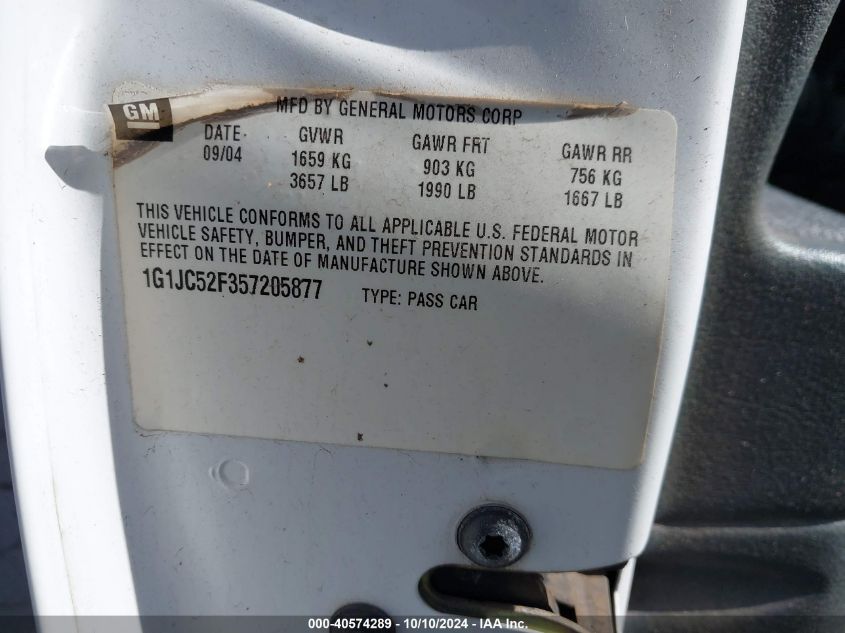 GM
MFD BY GENERAL MOTORS CORP
DATE GVWR GAWR FRT GAWR RR
09/04 1659 KG 903 KG 756 KG
3657 LB 1990 LB 1667 LB
THIS VEHICLE CONFORMS TO ALL APPLICABLE U.S. FEDERAL MOTOR
VEHICLE SAFETY, BUMPER, AND THEFT PREVENTION STANDARDS IN
EFFECT ON THE DATE OF MANUFACTURE SHOWN ABOVE.
1G1JC52F357205877 TYPE: PASS CAR
000-40574289 - 10/10/2024 - IAA Inc.